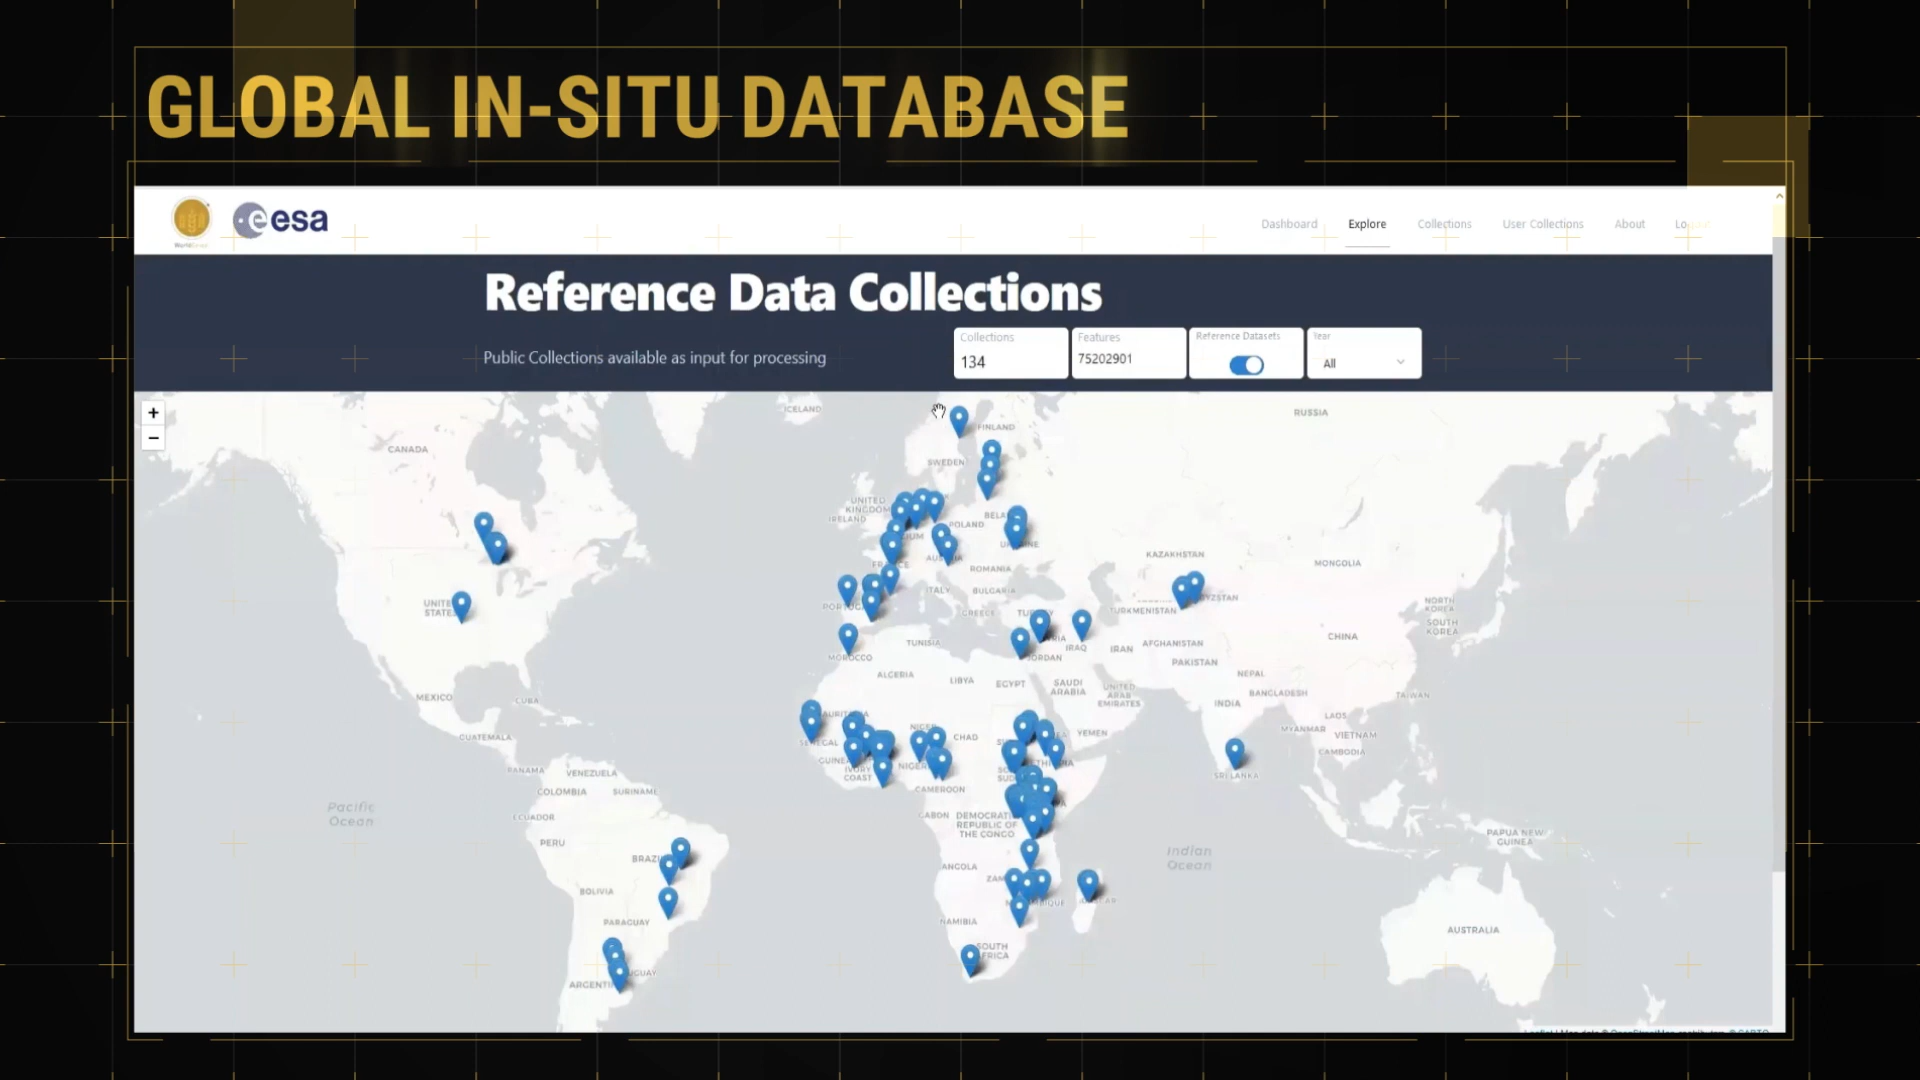 GLOBAL IN-SITU DATABASE
esa
Dashboard Explore Collections User Collections About
Reference Data Collections
Public Collections available as input for processing
Collections
134
Features
75202901
Reference Datasets
Year
All
+
−
ICELAND
RUSSIA
FINLAND
CANADA
SWEDEN
UNITED
KINGDOM
IRELAND
POLAND
KAZAKHSTAN
MONGOLIA
ROMANIA
ITALY
BULGARIA
GREECE
TURKMENISTAN
NORTH
KOREA
SOUTH
KOREA
CHINA
TUNISIA
AFGHANISTAN
IRAQ
IRAN
MOROCCO
JORDAN
PAKISTAN
ALGERIA
LIBYA
EGYPT
SAUDI
ARABIA
UNITED
ARAB
EMIRATES
NEPAL
BANGLADESH
TAIWAN
MEXICO
CUBA
INDIA
LAOS
MYANMAR
VIETNAM
CAMBODIA
YEMEN
CHAD
GUATEMALA
IVORY
COAST
PANAMA
VENEZUELA
COLOMBIA
SURINAME
SRI LANKA
CAMEROON
ECUADOR
GABON
REPUBLIC OF
THE CONGO
Pacific
Ocean
PERU
PAPUA NEW
GUINEA
Indian
Ocean
ANGOLA
BOLIVIA
PARAGUAY
NAMIBIA
AUSTRALIA
SOUTH